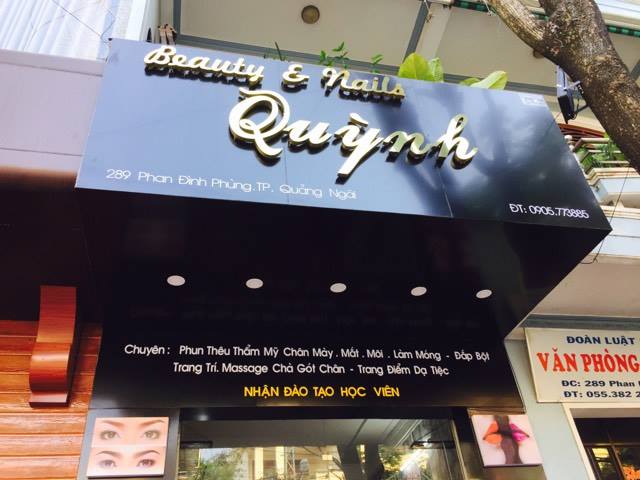 Beauty & Nails
Quỳnh
289 Phan Đình Phùng.TP. Quảng Ngãi
ĐT: 0905.773885
Chuyên: Phun Thêu Thẩm Mỹ Chân Mày . Mắt . Môi . Làm Móng - Đắp Bột
Trang Trí. Massage Chà Gót Chân - Trang Điểm Dạ Tiệc
NHẬN ĐÀO TẠO HỌC VIÊN
ĐOÀN LUẬT
VĂN PHÒNG
ĐC: 289 Phan
ĐT: 055.382 2